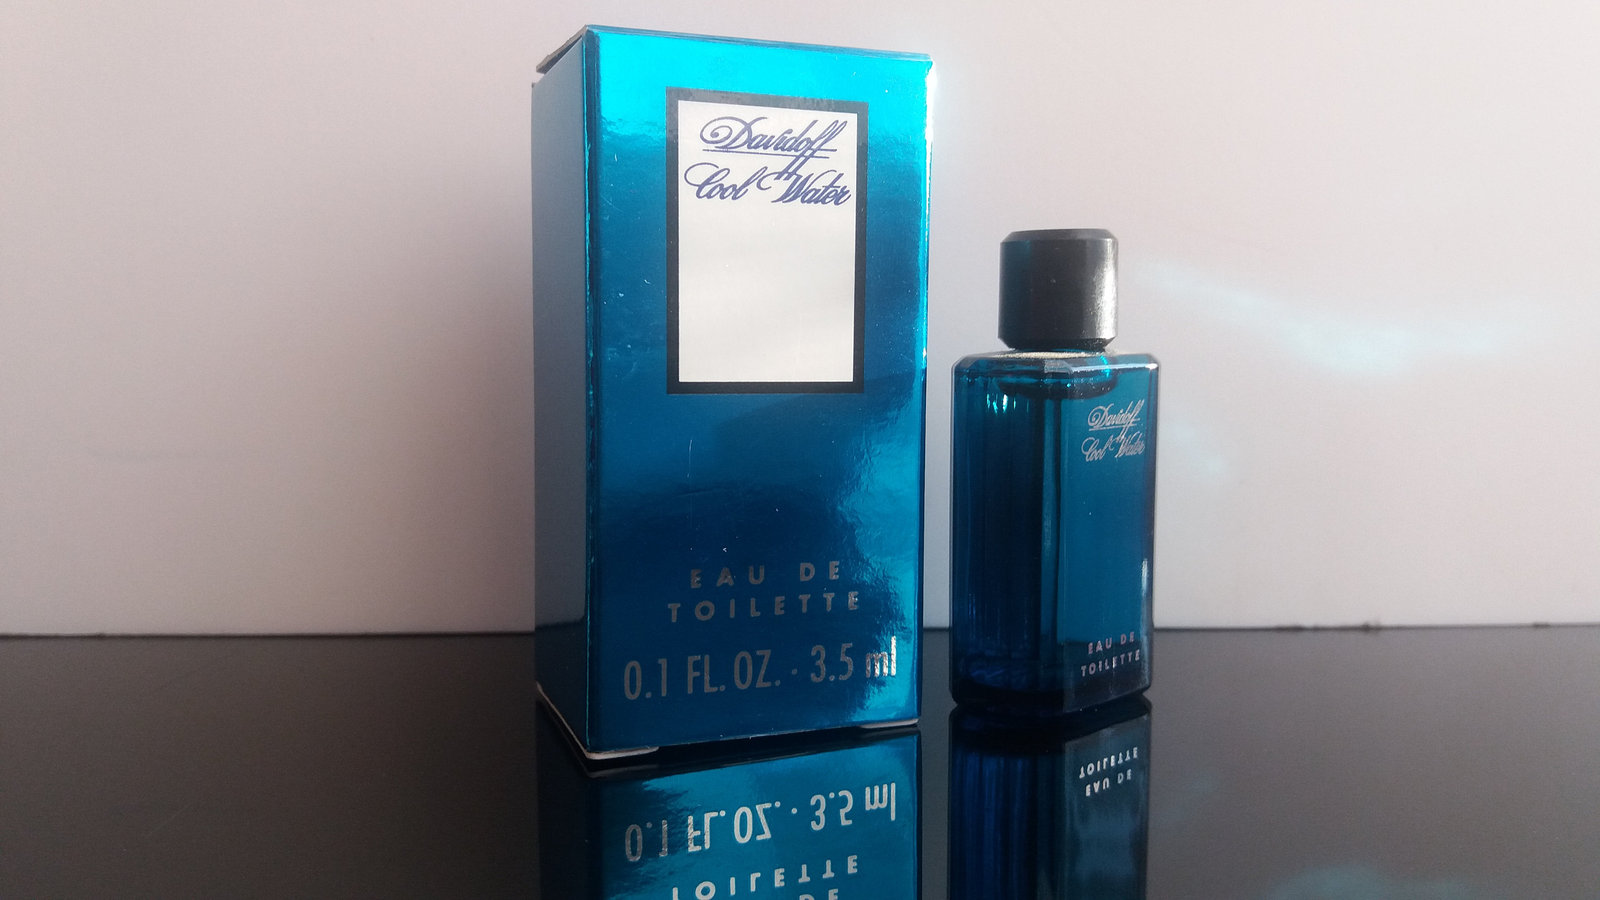 Davidoff
Cool Water
EAU DE
TOILETTE
0.1 FL. OZ. · 3.5 ml
Davidoff
Cool Water
EAU DE
TOILETTE